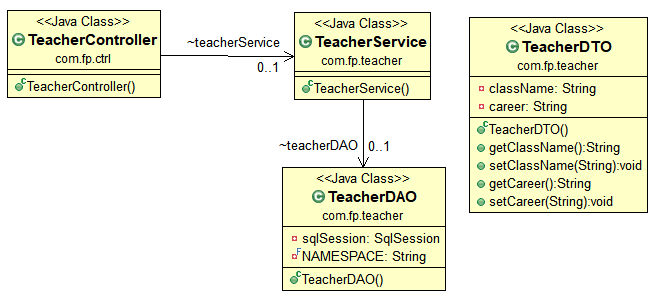 <<Java Class>>
TeacherController
com.fp.ctrl
TeacherController()
~teacherService
0..1
<<Java Class>>
TeacherService
com.fp.teacher
TeacherService()
~teacherDAO
0..1
<<Java Class>>
TeacherDAO
com.fp.teacher
sqlSession: SqlSession
NAMESPACE: String
TeacherDAO()
<<Java Class>>
TeacherDTO
com.fp.teacher
className: String
career: String
TeacherDTO()
getClassName():String
setClassName(String):void
getCareer():String
setCareer(String):void